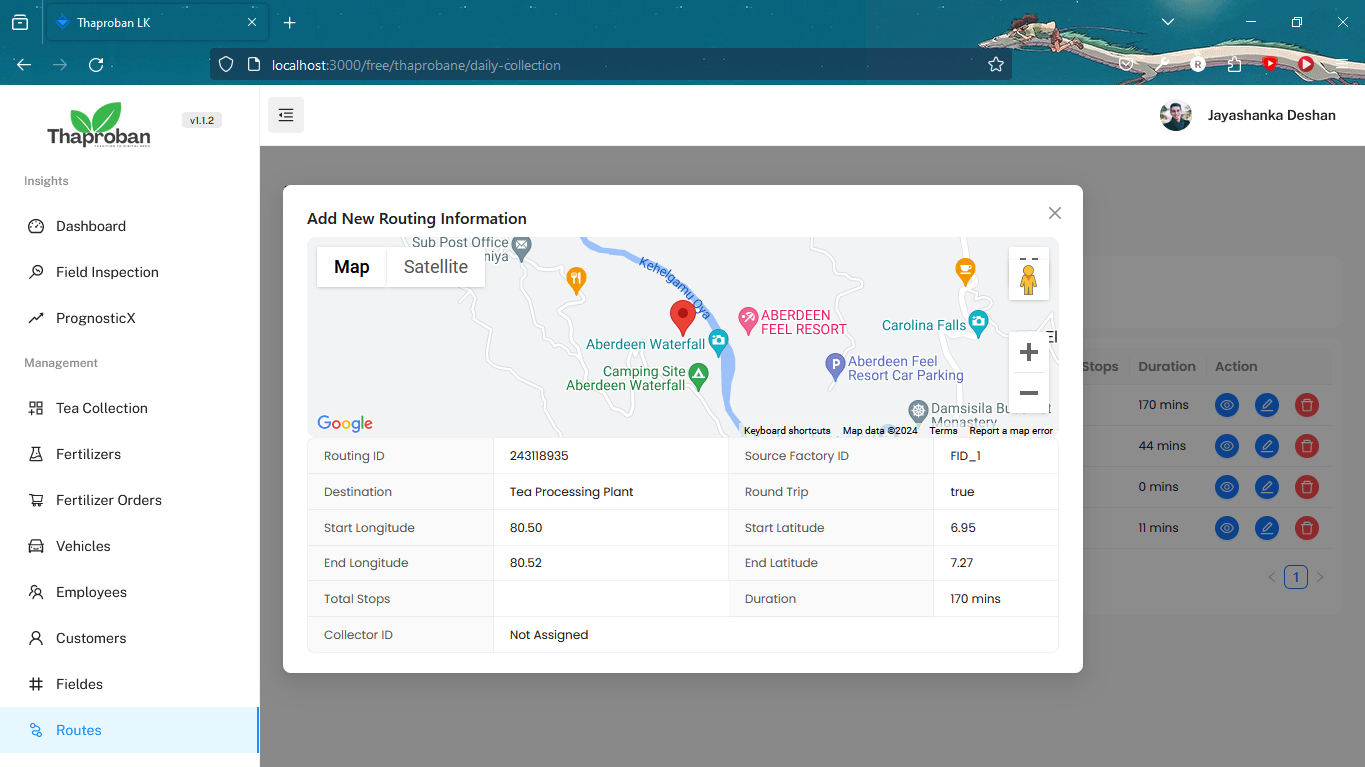 Thaproban LK
localhost:3000/free/thaprobane/daily-collection
Thaproban
v1.1.2
Jayashanka Deshan
Insights
Dashboard
Field Inspection
PrognosticX
Management
Tea Collection
Fertilizers
Fertilizer Orders
Vehicles
Employees
Customers
Fieldes
Routes
Add New Routing Information
Map Satellite
Sub Post Office
niya
Kehelgamu Oya
ABERDEEN
FEEL RESORT
Carolina Falls
Aberdeen Waterfall
Camping Site
Aberdeen Waterfall
P
Aberdeen Feel
Resort Car Parking
Damsisila Bu
Monastery
Google
Keyboard shortcuts Map data ©2024 Terms Report a map error
Routing ID 243118935 Source Factory ID FID_1
Destination Tea Processing Plant Round Trip true
Start Longitude 80.50 Start Latitude 6.95
End Longitude 80.52 End Latitude 7.27
Total Stops Duration 170 mins
Collector ID Not Assigned
Stops Duration Action
170 mins
44 mins
0 mins
11 mins
1